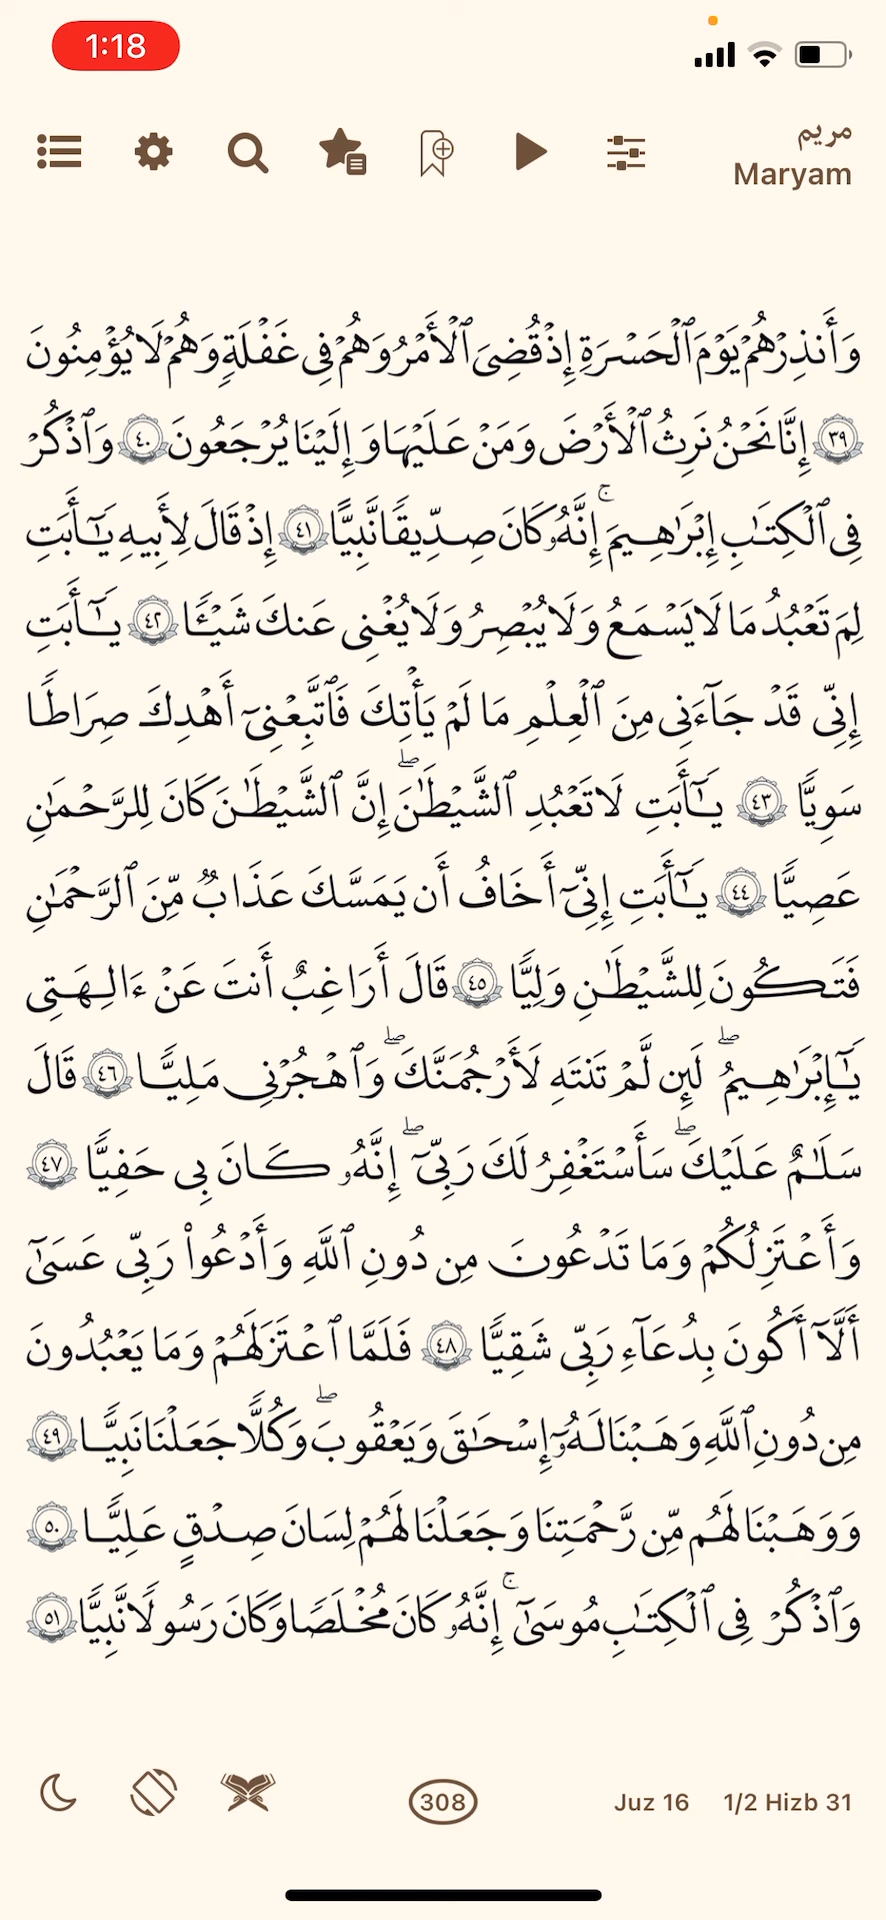 1:18
مريم
Maryam
وَأَنذِرْهُمْ يَوْمَ ٱلْحَسْرَةِ إِذْ قُضِىَ ٱلْأَمْرُ وَهُمْ فِى غَفْلَةٍ وَهُمْ لَا يُؤْمِنُونَ
٣٩ إِنَّا نَحْنُ نَرِثُ ٱلْأَرْضَ وَمَنْ عَلَيْهَا وَإِلَيْنَا يُرْجَعُونَ ٤٠ وَٱذْكُرْ
فِى ٱلْكِتَـٰبِ إِبْرَٰهِيمَ ۚ إِنَّهُۥ كَانَ صِدِّيقًا نَّبِيًّا ٤١ إِذْ قَالَ لِأَبِيهِ يَـٰٓأَبَتِ
لِمَ تَعْبُدُ مَا لَا يَسْمَعُ وَلَا يُبْصِرُ وَلَا يُغْنِى عَنكَ شَيْـًٔا ٤٢ يَـٰٓأَبَتِ
إِنِّى قَدْ جَآءَنِى مِنَ ٱلْعِلْمِ مَا لَمْ يَأْتِكَ فَٱتَّبِعْنِىٓ أَهْدِكَ صِرَٰطًا
سَوِيًّا ٤٣ يَـٰٓأَبَتِ لَا تَعْبُدِ ٱلشَّيْطَـٰنَ ۖ إِنَّ ٱلشَّيْطَـٰنَ كَانَ لِلرَّحْمَـٰنِ
عَصِيًّا ٤٤ يَـٰٓأَبَتِ إِنِّىٓ أَخَافُ أَن يَمَسَّكَ عَذَابٌ مِّنَ ٱلرَّحْمَـٰنِ
فَتَكُونَ لِلشَّيْطَـٰنِ وَلِيًّا ٤٥ قَالَ أَرَاغِبٌ أَنتَ عَنْ ءَالِهَتِى
يَـٰٓإِبْرَٰهِيمُ ۖ لَئِن لَّمْ تَنتَهِ لَأَرْجُمَنَّكَ ۖ وَٱهْجُرْنِى مَلِيًّا ٤٦ قَالَ
سَلَـٰمٌ عَلَيْكَ ۖ سَأَسْتَغْفِرُ لَكَ رَبِّىٓ ۖ إِنَّهُۥ كَانَ بِى حَفِيًّا ٤٧
وَأَعْتَزِلُكُمْ وَمَا تَدْعُونَ مِن دُونِ ٱللَّهِ وَأَدْعُوا۟ رَبِّى عَسَىٰٓ
أَلَّآ أَكُونَ بِدُعَآءِ رَبِّى شَقِيًّا ٤٨ فَلَمَّا ٱعْتَزَلَهُمْ وَمَا يَعْبُدُونَ
مِن دُونِ ٱللَّهِ وَهَبْنَا لَهُۥٓ إِسْحَـٰقَ وَيَعْقُوبَ ۖ وَكُلًّا جَعَلْنَا نَبِيًّا ٤٩
وَوَهَبْنَا لَهُم مِّن رَّحْمَتِنَا وَجَعَلْنَا لَهُمْ لِسَانَ صِدْقٍ عَلِيًّا ٥٠
وَٱذْكُرْ فِى ٱلْكِتَـٰبِ مُوسَىٰٓ ۚ إِنَّهُۥ كَانَ مُخْلَصًا وَكَانَ رَسُولًا نَّبِيًّا ٥١
308 Juz 16 1/2 Hizb 31